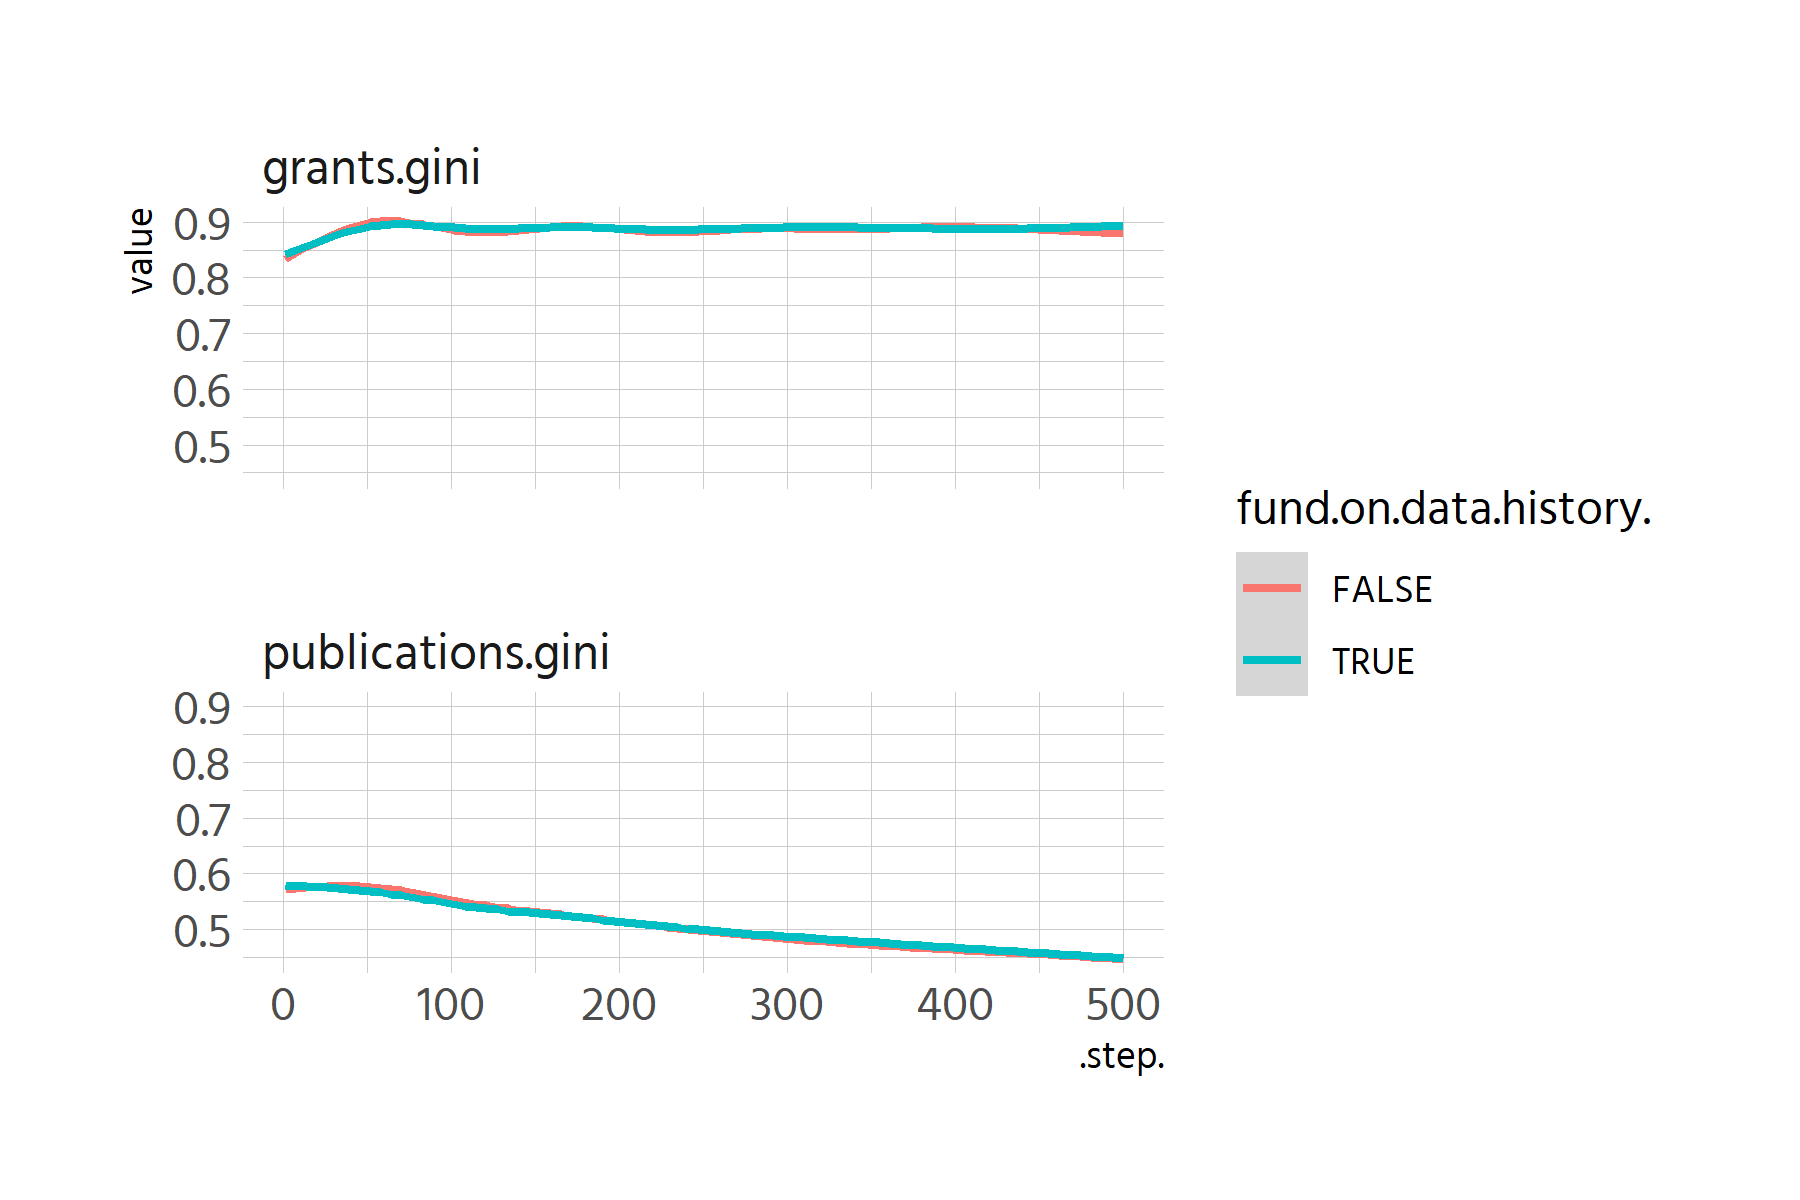 grants.gini
value
0.9
0.8
0.7
0.6
0.5
fund.on.data.history.
FALSE
TRUE
publications.gini
0.9
0.8
0.7
0.6
0.5
0 100 200 300 400 500
.step.